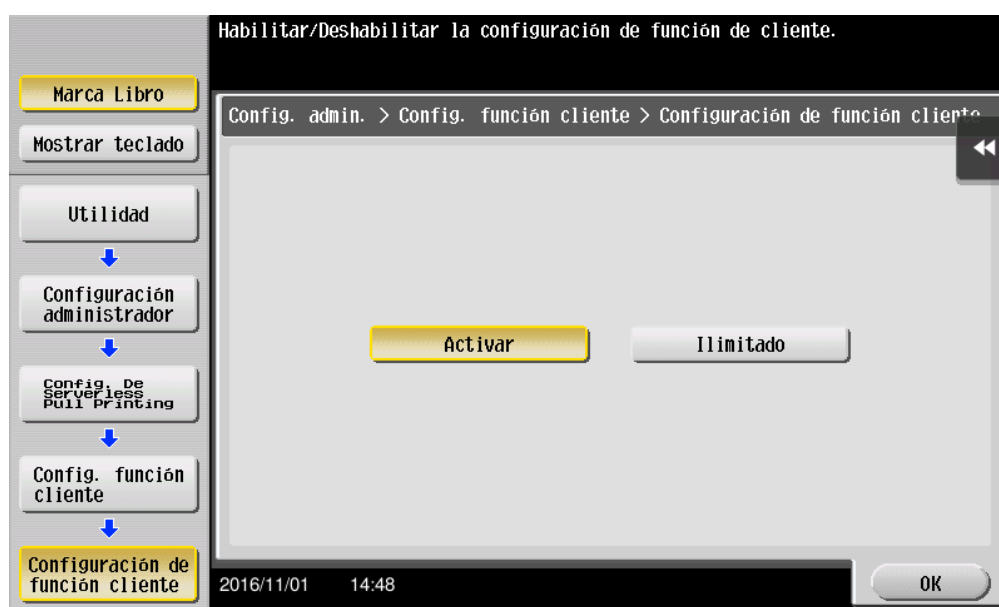 Habilitar/Deshabilitar la configuración de función de cliente.
Marca Libro
Mostrar teclado
Config. admin. > Config. función cliente > Configuración de función cliente
Utilidad
Configuración
administrador
Config. De
Serverless
Pull Printing
Config. función
cliente
Configuración de
función cliente
Activar
Ilimitado
2016/11/01 14:48
OK